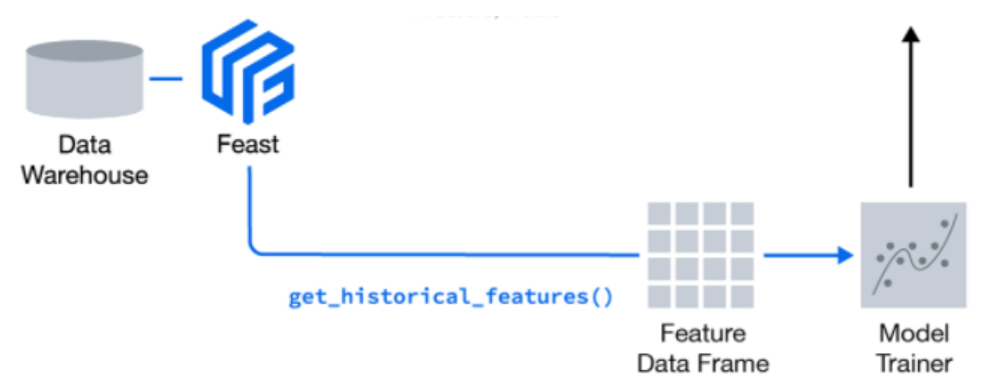 Data
Warehouse
Feast
get_historical_features()
Feature
Data Frame
Model
Trainer